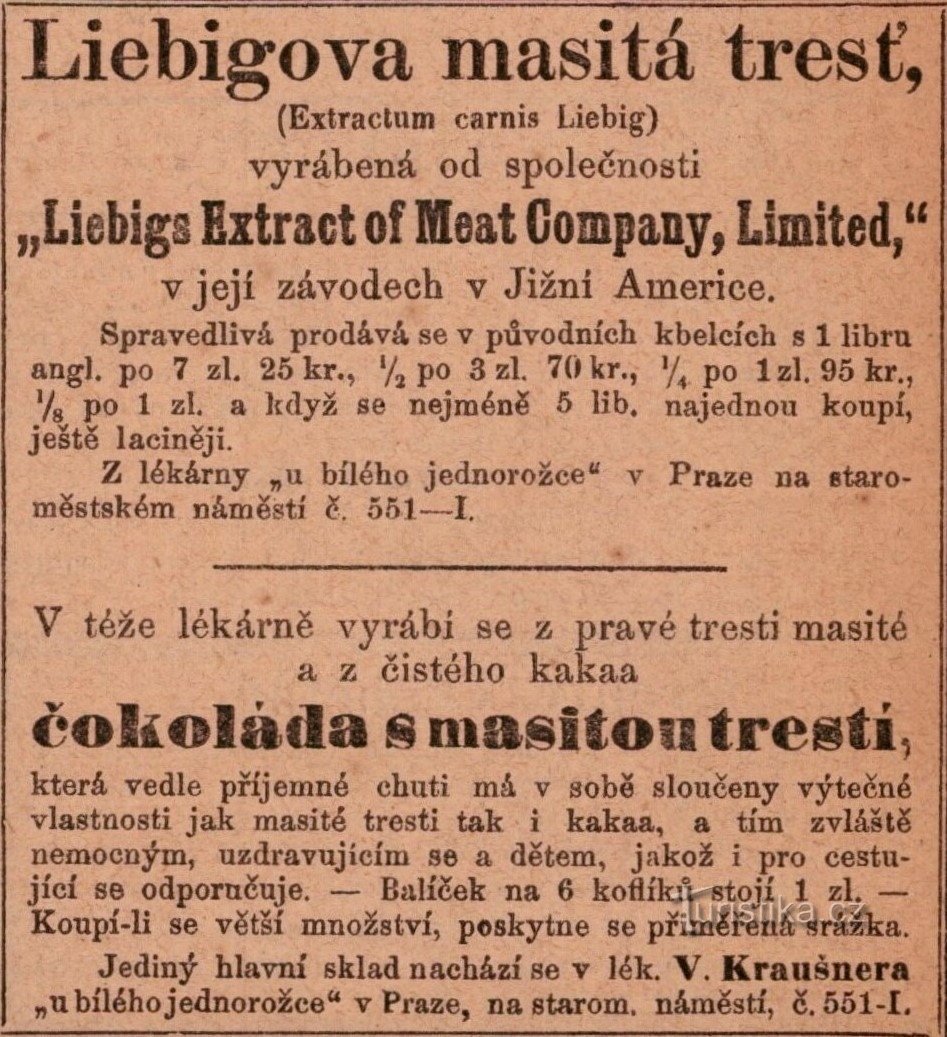 Liebigova masitá tresť,
(Extractum carnis Liebig)
vyráběná od společnosti
„Liebigs Extract of Meat Company, Limited,“
v její závodech v Jižní Americe.
Spravedlivá prodává se v původních kbelcích s 1 libru
angl. po 7 zl. 25 kr., ½ po 3 zl. 70 kr., ¼ po 1 zl. 95 kr.,
⅛ po 1 zl. a když se nejméně 5 lib. najednou koupí,
ještě laciněji.
Z lékárny „u bílého jednorožce“ v Praze na staro-
městském náměstí č. 551—I.
V téže lékárně vyrábí se z pravé tresti masité
a z čistého kakaa
čokoláda s masitou trestí,
která vedle příjemné chuti má v sobě sloučeny výtečné
vlastnosti jak masité tresti tak i kakaa, a tím zvláště
nemocným, uzdravujícím se a dětem, jakož i pro cestu-
jící se odporučuje. — Balíček na 6 koflíků stojí 1 zl. —
Koupí-li se větší množství, poskytne se přiměřená srážka.
Jediný hlavní sklad nachází se v lék. V. Kraušnera
„u bílého jednorožce“ v Praze, na starom. náměstí, č. 551-I.
Turistika.cz